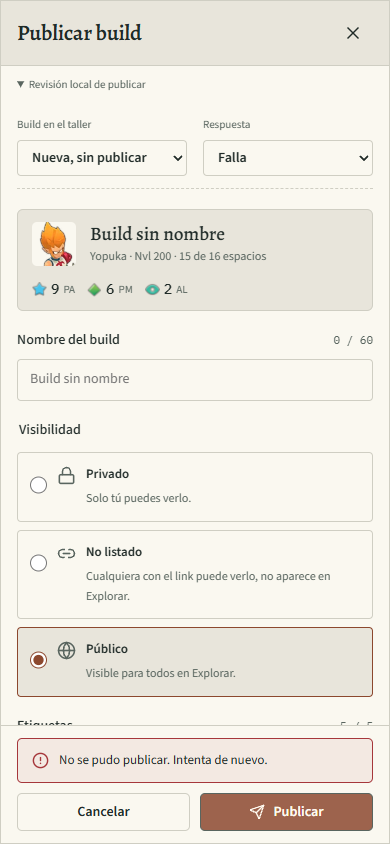 Publicar build
Revisión local de publicar
Build en el taller
Respuesta
Nueva, sin publicar
Falla
Build sin nombre
Yopuka · Nvl 200 · 15 de 16 espacios
9 PA 6 PM 2 AL
Nombre del build 0 / 60
Build sin nombre
Visibilidad
Privado
Solo tú puedes verlo.
No listado
Cualquiera con el link puede verlo, no aparece en
Explorar.
Público
Visible para todos en Explorar.
Etiquetas 5 / 5
No se pudo publicar. Intenta de nuevo.
Cancelar
Publicar